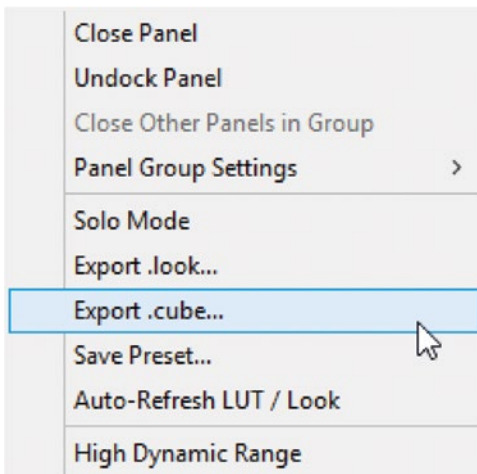 Close Panel
Undock Panel
Close Other Panels in Group
Panel Group Settings
Solo Mode
Export .look...
Export .cube...
Save Preset...
Auto-Refresh LUT / Look
High Dynamic Range